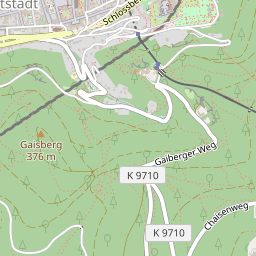 tstadt
Schlossbe
Gaisberg
376 m
Gaiberger Weg
K 9710
Chaisenweg
K 9710